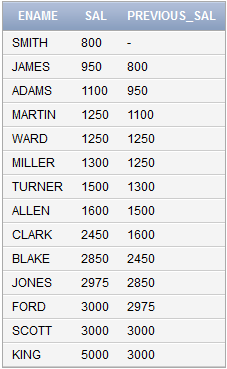 ENAME SAL PREVIOUS_SAL
SMITH 800 -
JAMES 950 800
ADAMS 1100 950
MARTIN 1250 1100
WARD 1250 1250
MILLER 1300 1250
TURNER 1500 1300
ALLEN 1600 1500
CLARK 2450 1600
BLAKE 2850 2450
JONES 2975 2850
FORD 3000 2975
SCOTT 3000 3000
KING 5000 3000